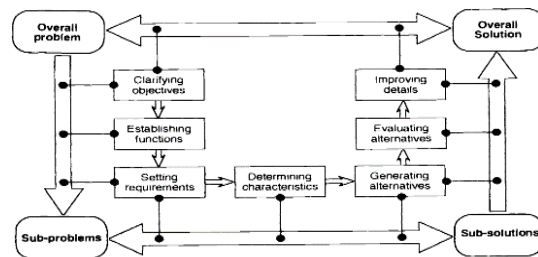 Overall
problem
Overall
Solution
Clarifying
objectives
Improving
details
Establishing
functions
Evaluating
alternatives
Setting
requirements
Determining
characteristics
Generating
alternatives
Sub-problems
Sub-solutions